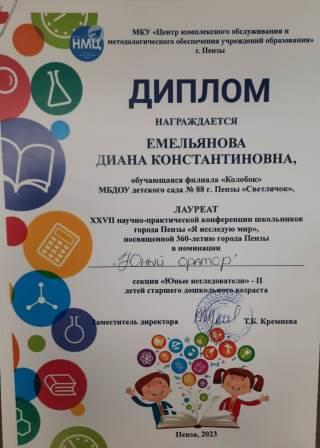 МКУ «Центр комплексного обслуживания и
методологического обеспечения учреждений образования»
г. Пензы
НМЦ
ДИПЛОМ
НАГРАЖДАЕТСЯ
ЕМЕЛЬЯНОВА
ДИАНА КОНСТАНТИНОВНА,
обучающаяся филиала «Колобок»
МБДОУ детского сада № 88 г. Пензы «Светлячок»,
ЛАУРЕАТ
XXVII научно-практической конференции школьников
города Пензы «Я исследую мир»,
посвященной 360-летию города Пензы
в номинации
"Юный оратор"
секция «Юные исследователи» - II
детей старшего дошкольного возраста
Заместитель директора Т.Б. Кремнева
Пенза, 2023